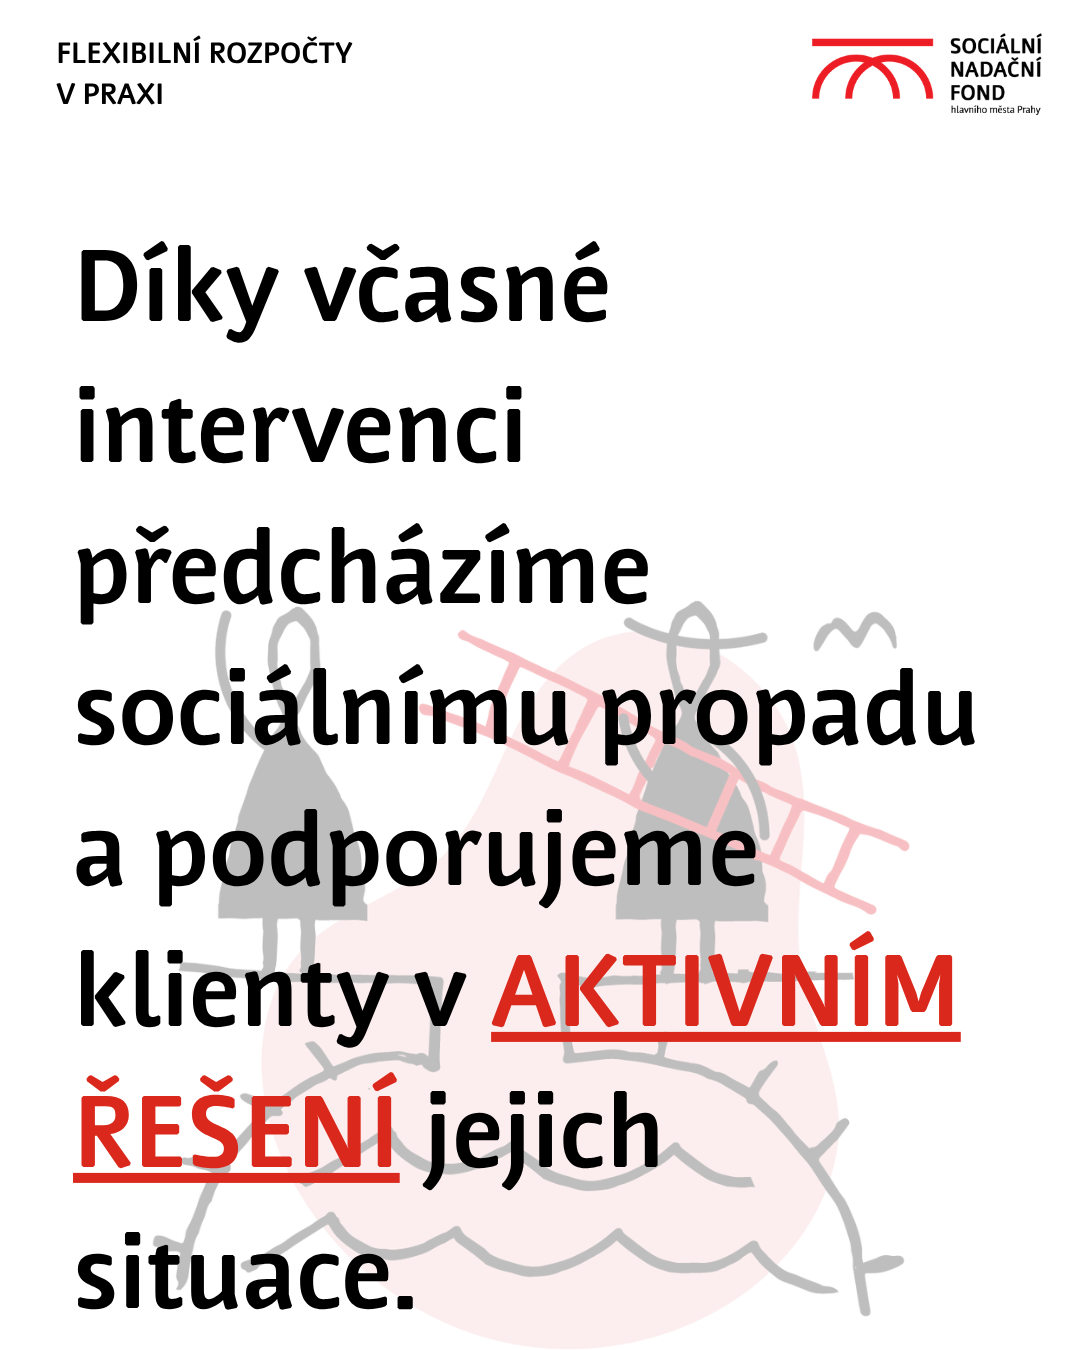 FLEXIBILNÍ ROZPOČTY
V PRAXI
SOCIÁLNÍ
NADAČNÍ
FOND
hlavního města Prahy
Díky včasné
intervenci
předcházíme
sociálnímu propadu
a podporujeme
klienty v AKTIVNÍM
ŘEŠENÍ jejich
situace.